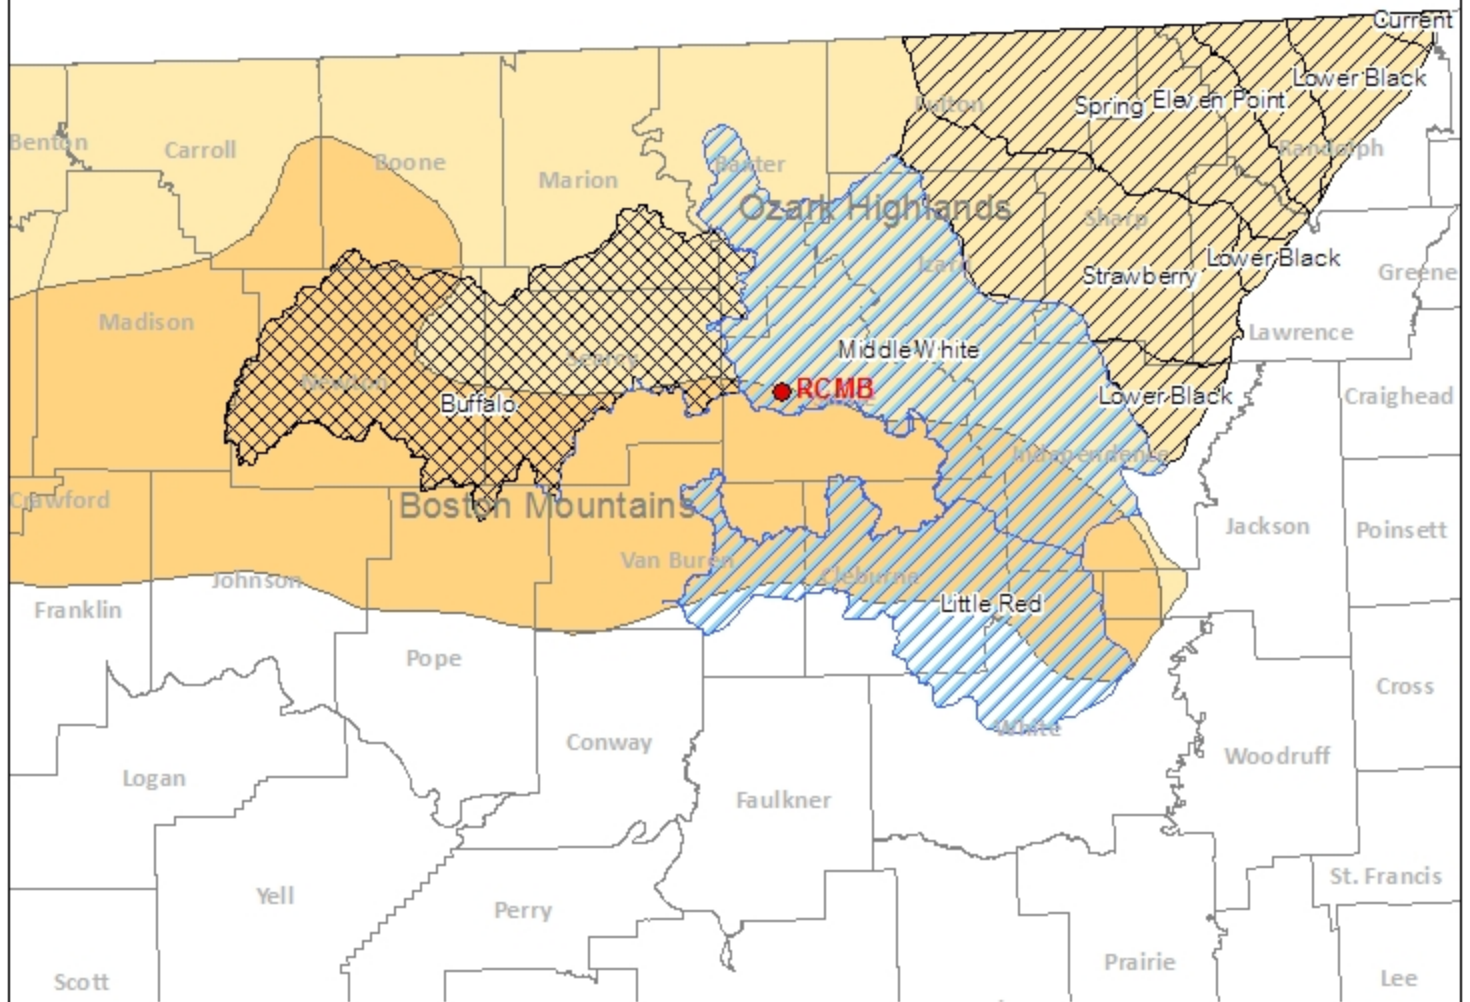 Current
Lower Black
Fulton
Spring
Eleven Point
Benton
Carroll
Boone
Marion
Baxter
Randolph
Ozark Highlands
Sharp
Izard
Strawberry
Lower Black
Greene
Madison
Lawrence
Searcy
Middle White
Newton
Buffalo
RCMB
Lower Black
Craighead
Independence
Crawford
Boston Mountains
Jackson
Poinsett
Van Buren
Cleburne
Johnson
Franklin
Little Red
Pope
Cross
White
Conway
Woodruff
Logan
Faulkner
St. Francis
Yell
Perry
Prairie
Scott
Lee